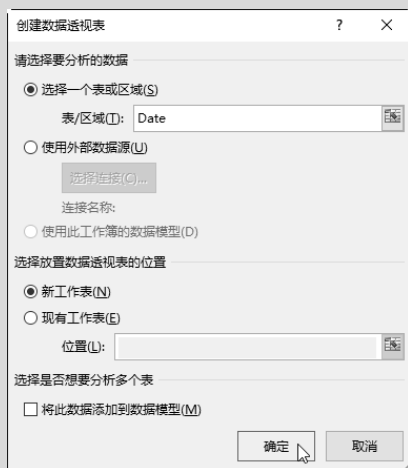 创建数据透视表 ? ×
请选择要分析的数据
选择一个表或区域(S)
表/区域(T): Date
使用外部数据源(U)
选择连接(C)...
连接名称:
使用此工作簿的数据模型(D)
选择放置数据透视表的位置
新工作表(N)
现有工作表(E)
位置(L):
选择是否想要分析多个表
将此数据添加到数据模型(M)
确定 取消